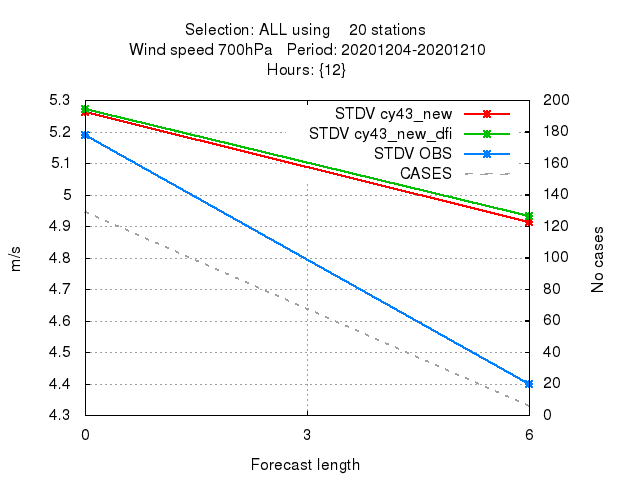 Selection: ALL using 20 stations
Wind speed 700hPa Period: 20201204-20201210
Hours: {12}
STDV cy43_new
STDV cy43_new_dfi
STDV OBS
CASES
5.3
5.2
5.1
5
4.9
4.8
4.7
4.6
4.5
4.4
4.3
200
180
160
140
120
100
80
60
40
20
0
m/s
No cases
0 3 6
Forecast length